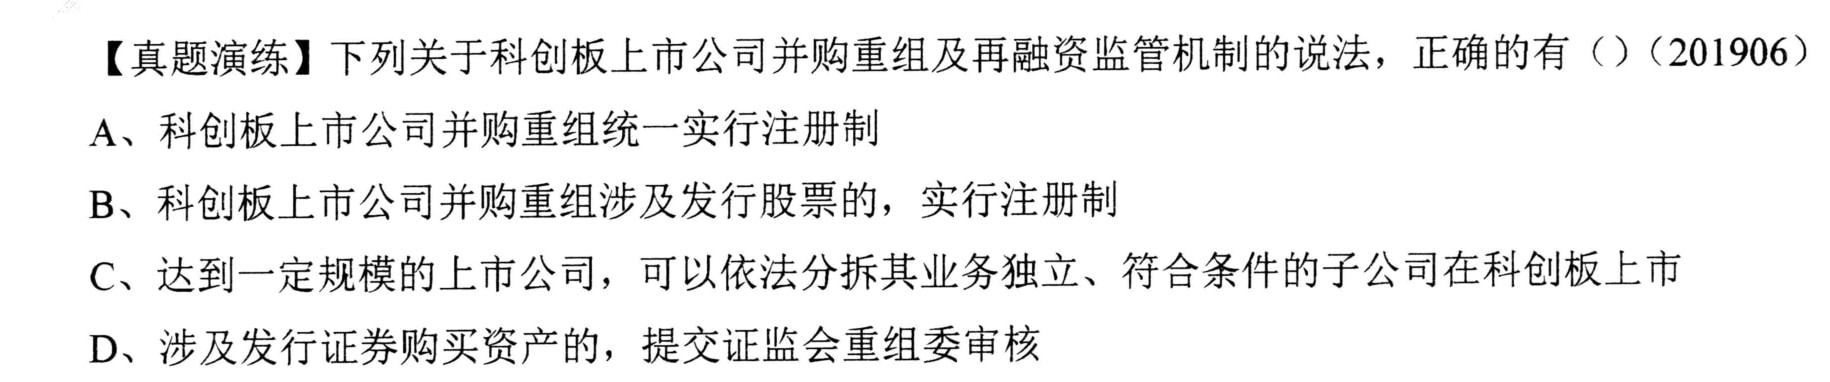 【真题演练】下列关于科创板上市公司并购重组及再融资监管机制的说法，正确的有（）（201906）
A、科创板上市公司并购重组统一实行注册制
B、科创板上市公司并购重组涉及发行股票的，实行注册制
C、达到一定规模的上市公司，可以依法分拆其业务独立、符合条件的子公司在科创板上市
D、涉及发行证券购买资产的，提交证监会重组委审核